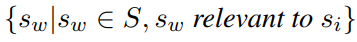 {s_w|s_w ∈ S, s_w relevant to s_i}